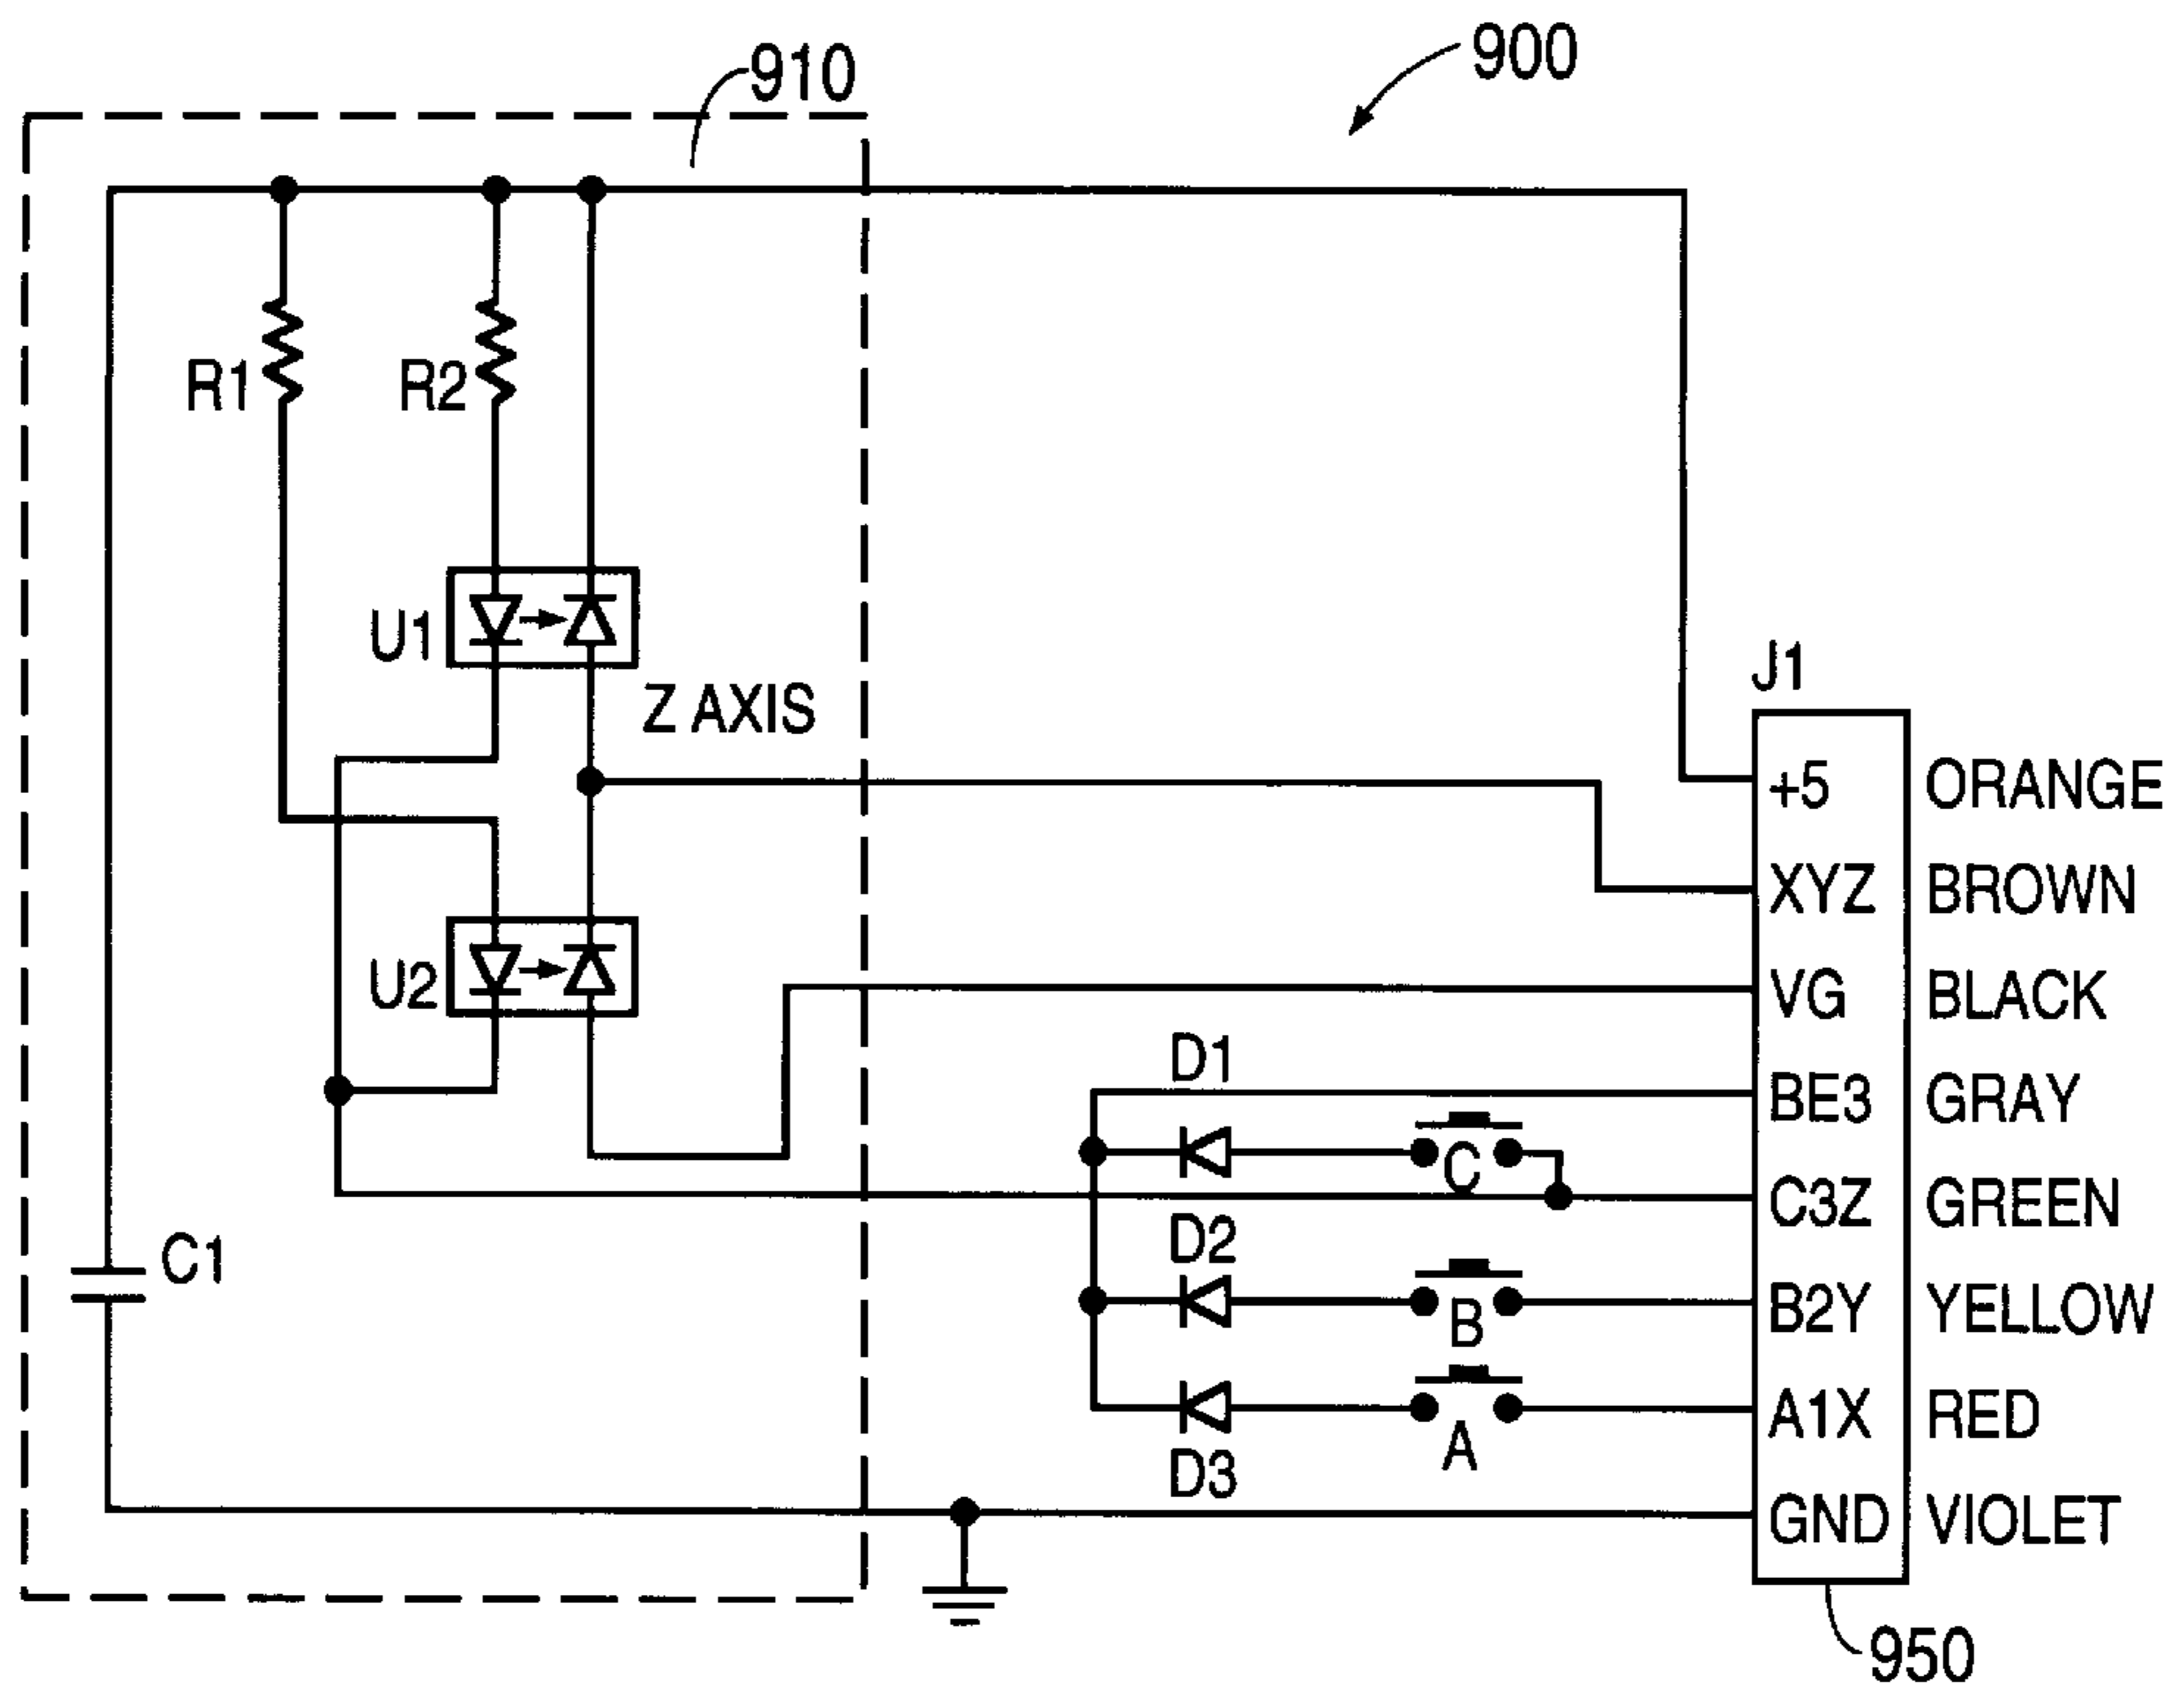 910
900
R1
R2
U1
Z AXIS
J1
+5 ORANGE
XYZ BROWN
U2
VG BLACK
D1
BE3 GRAY
C
C3Z GREEN
D2
C1
B
B2Y YELLOW
A1X RED
A
D3
GND VIOLET
950